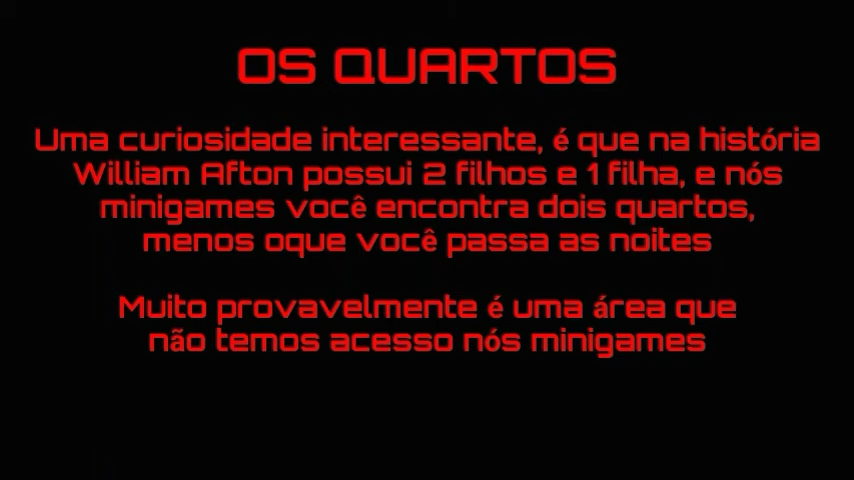 OS QUARTOS
Uma curiosidade interessante, é que na história
William Afton possui 2 filhos e 1 filha, e nós
minigames você encontra dois quartos,
menos oque você passa as noites
Muito provavelmente é uma área que
não temos acesso nós minigames